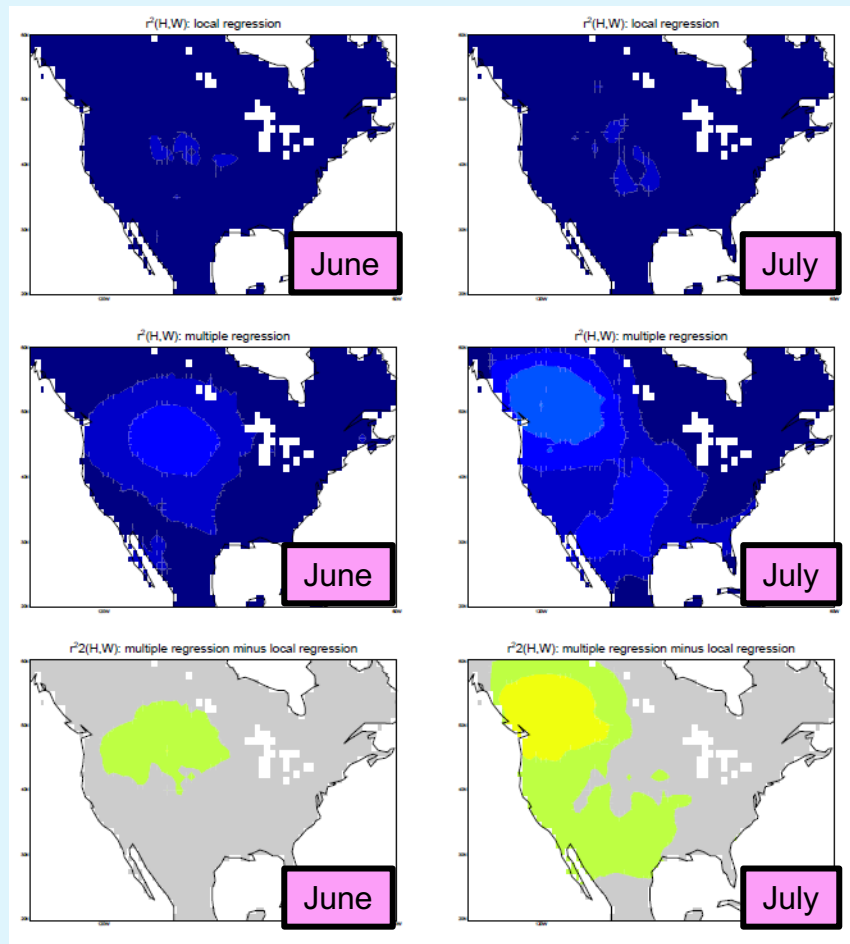 r²(H,W): local regression
r²(H,W): local regression
June
July
r²(H,W): multiple regression
r²(H,W): multiple regression
June
July
r²2(H,W): multiple regression minus local regression
r²2(H,W): multiple regression minus local regression
June
July